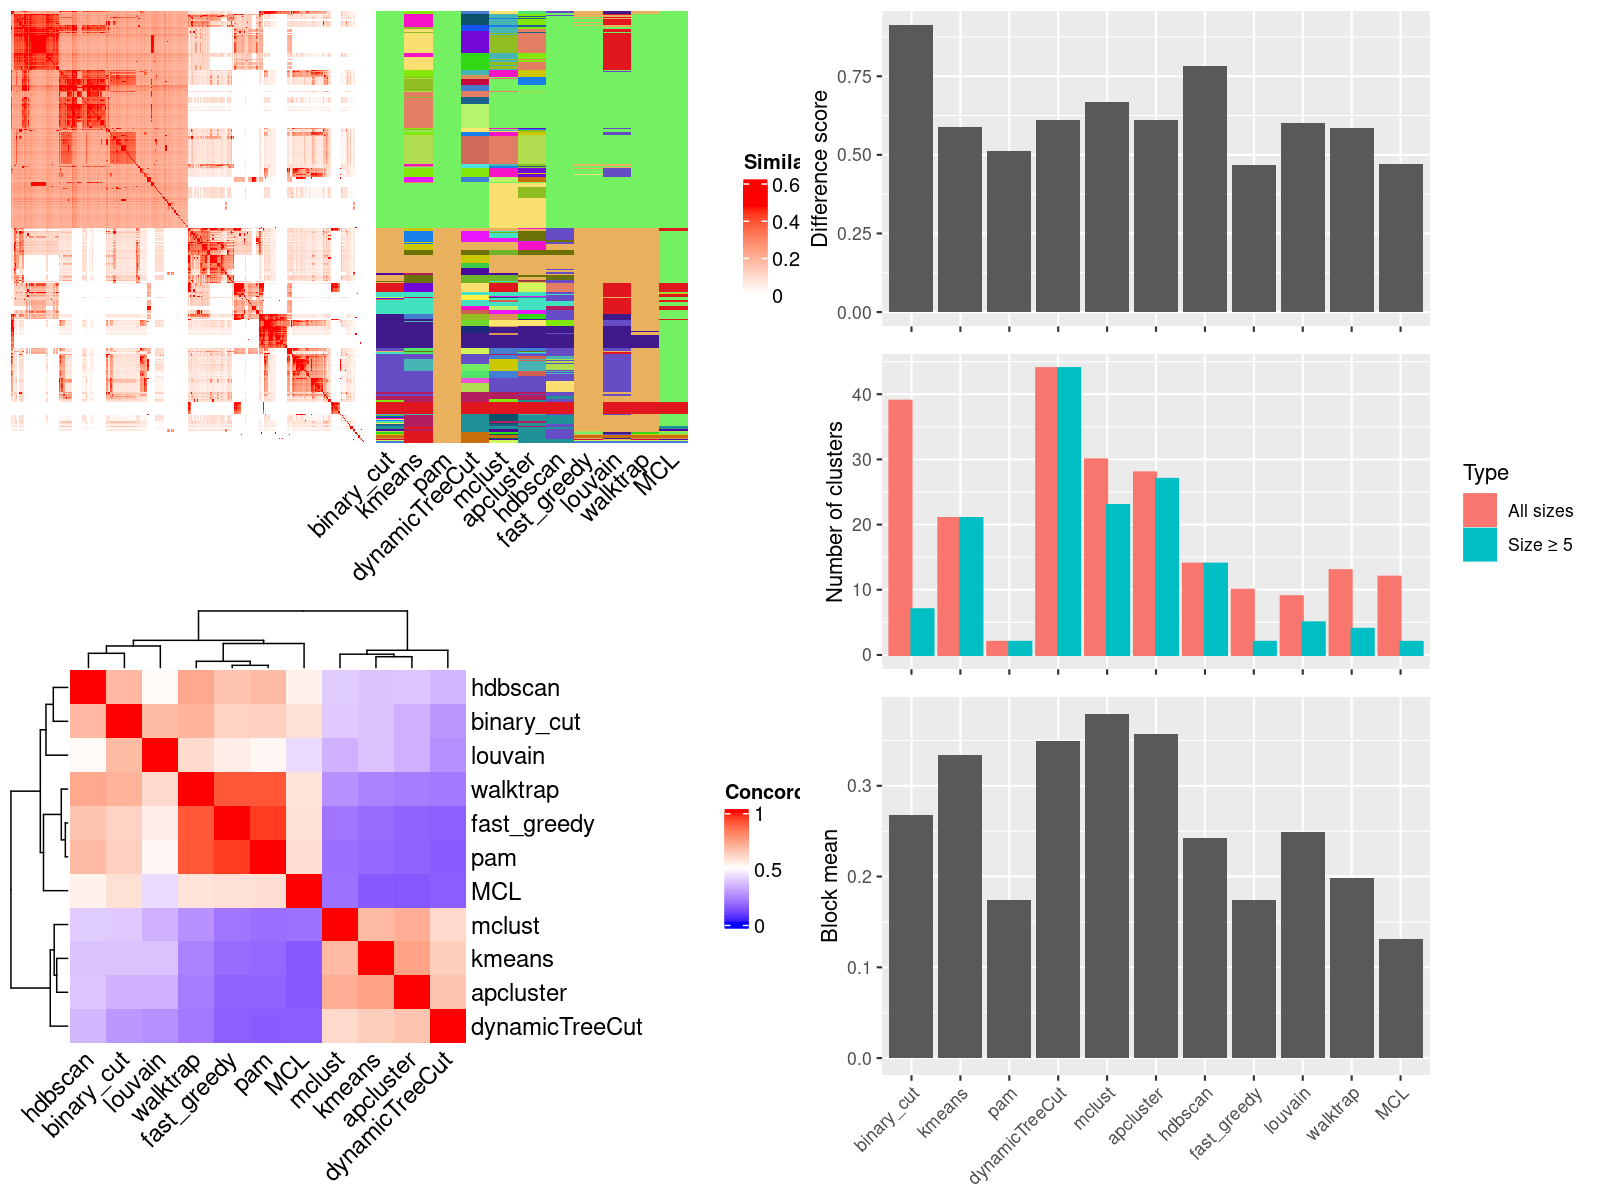 Simila
0.6
0.4
0.2
0
binary_cut
kmeans
pam
dynamicTreeCut
mclust
apcluster
hdbscan
fast_greedy
louvain
walktrap
MCL
Concord
1
0.5
0
hdbscan
binary_cut
louvain
walktrap
fast_greedy
pam
MCL
mclust
kmeans
apcluster
dynamicTreeCut
hdbscan
binary_cut
louvain
walktrap
fast_greedy
pam
MCL
mclust
kmeans
apcluster
dynamicTreeCut
Difference score
0.75
0.50
0.25
0.00
Number of clusters
40
30
20
10
0
Type
All sizes
Size ≥ 5
Block mean
0.3
0.2
0.1
0.0
binary_cut
kmeans
pam
dynamicTreeCut
mclust
apcluster
hdbscan
fast_greedy
louvain
walktrap
MCL